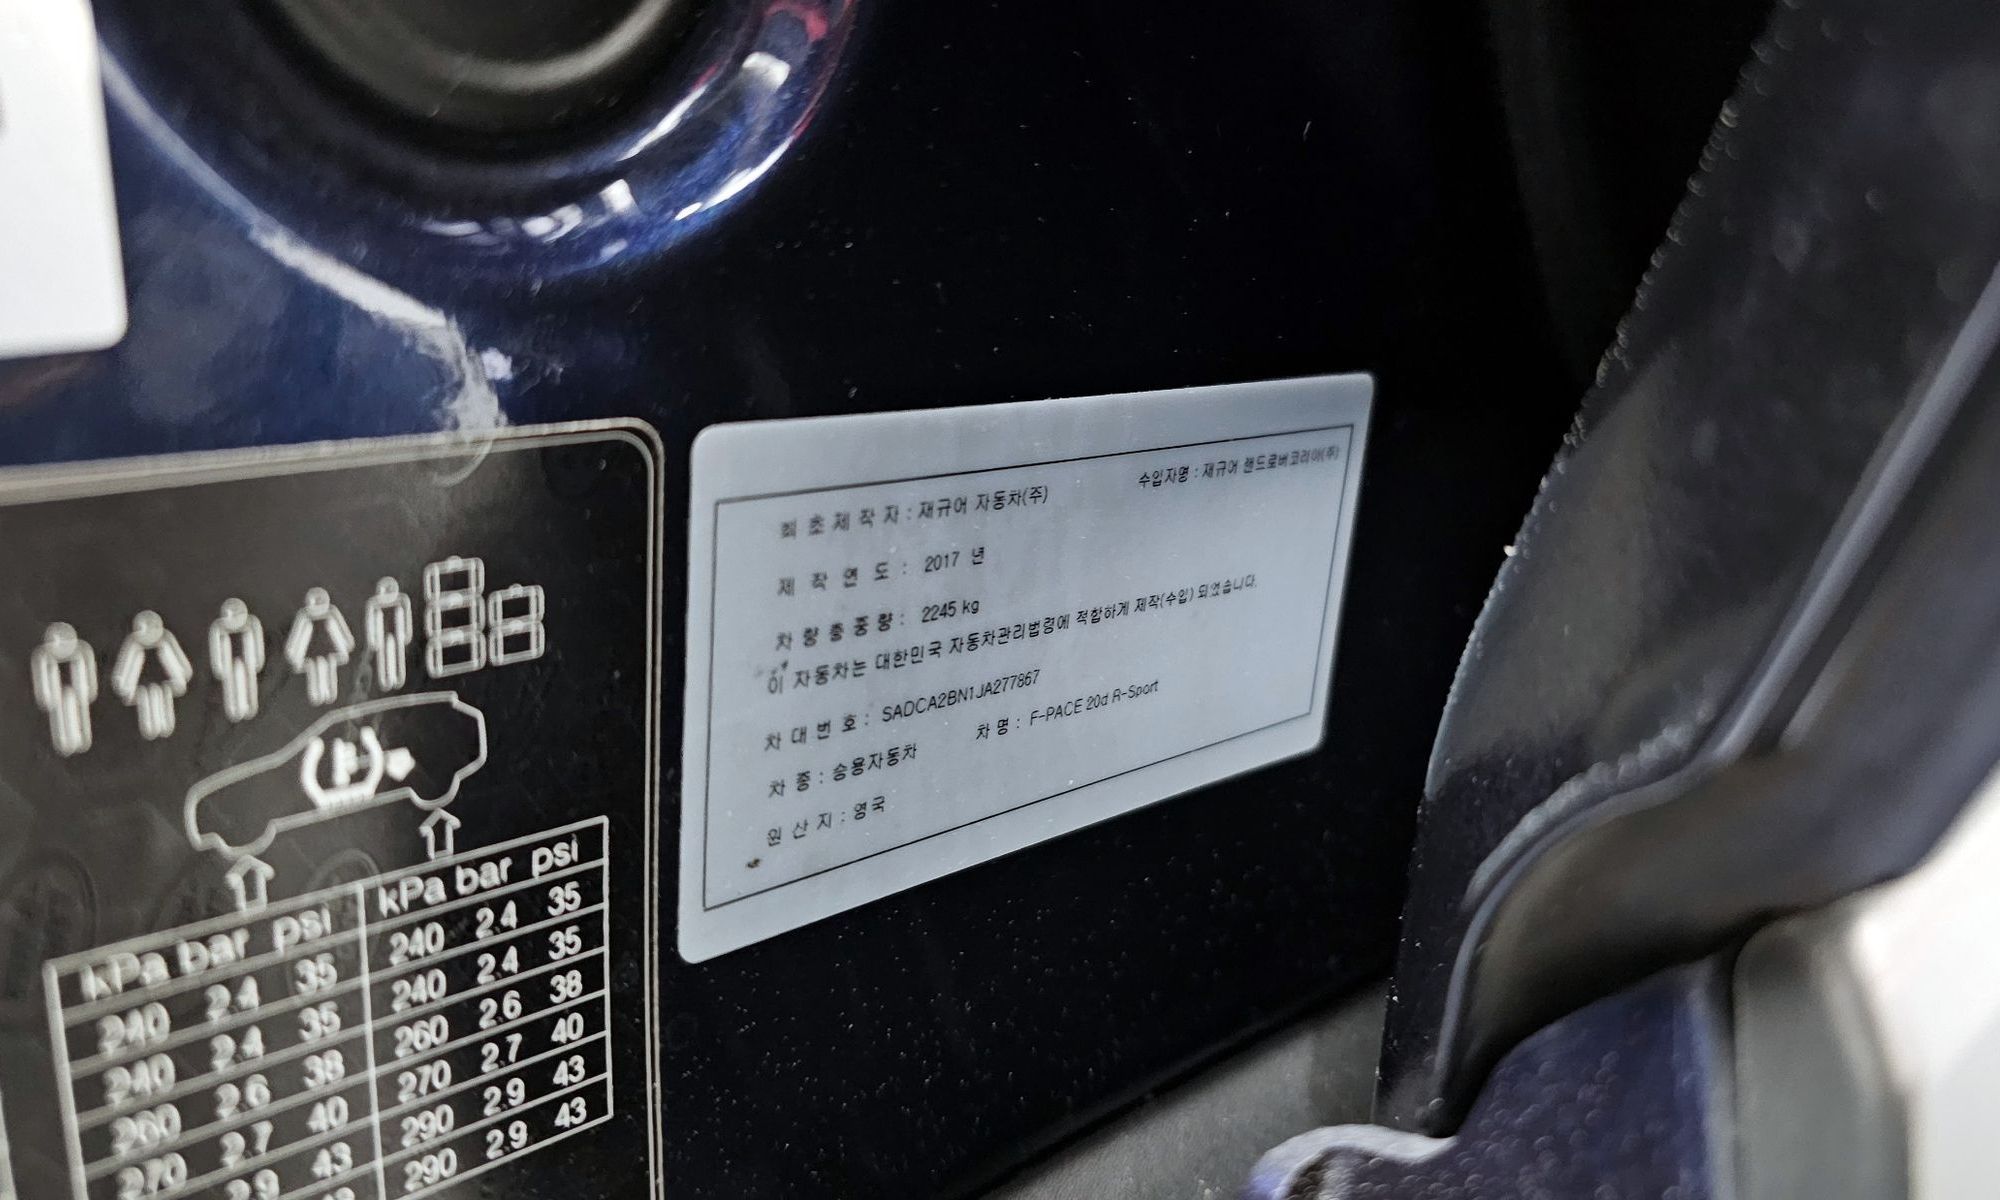 최초제작자 : 재규어 자동차(주)
수입자명 : 재규어 랜드로버코리아(주)
제작연도 : 2017 년
차량총중량 : 2245 kg
이 자동차는 대한민국 자동차관리법령에 적합하게 제작(수입) 되었습니다.
차대번호 : SADCA2BN1JA277867
차종 : 승용자동차
차명 : F-PACE 20d R-Sport
원산지 : 영국
kPa bar psi kPa bar psi
240 2.4 35 240 2.4 35
240 2.4 35 240 2.4 35
260 2.6 38 260 2.6 38
270 2.7 40 270 2.7 40
2.9 43 290 2.9 43
290 2.9 43